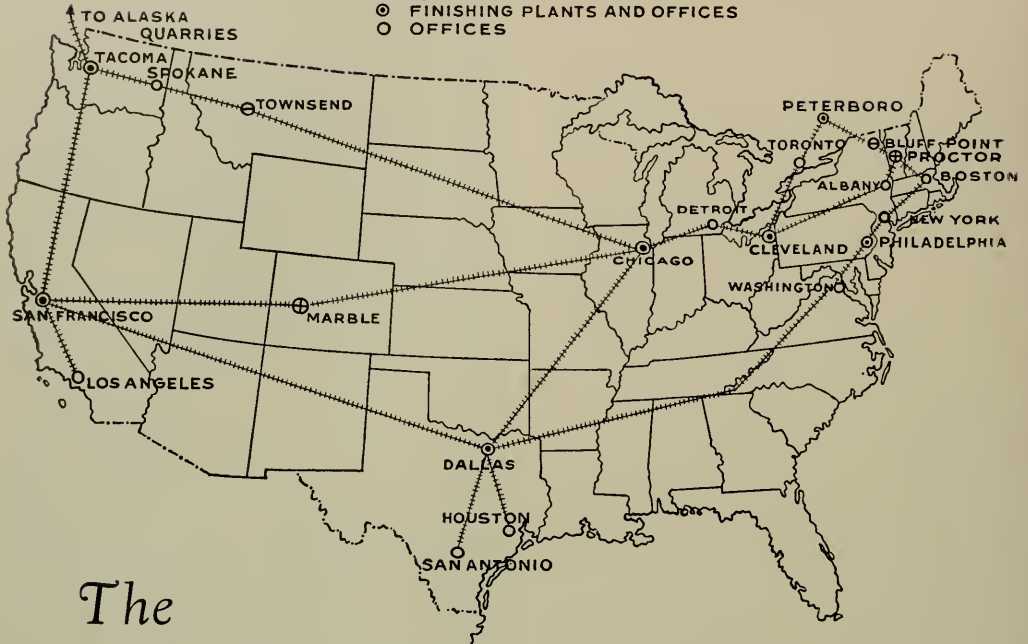 FINISHING PLANTS AND OFFICES
OFFICES
TO ALASKA
QUARRIES
TACOMA
SPOKANE
TOWNSEND
PETERBORO
BLUFF POINT
TORONTO
PROCTOR
ALBANY
BOSTON
DETROIT
NEW YORK
CLEVELAND
PHILADELPHIA
CHICAGO
WASHINGTON
SAN FRANCISCO
MARBLE
LOS ANGELES
DALLAS
HOUSTON
SAN ANTONIO
The